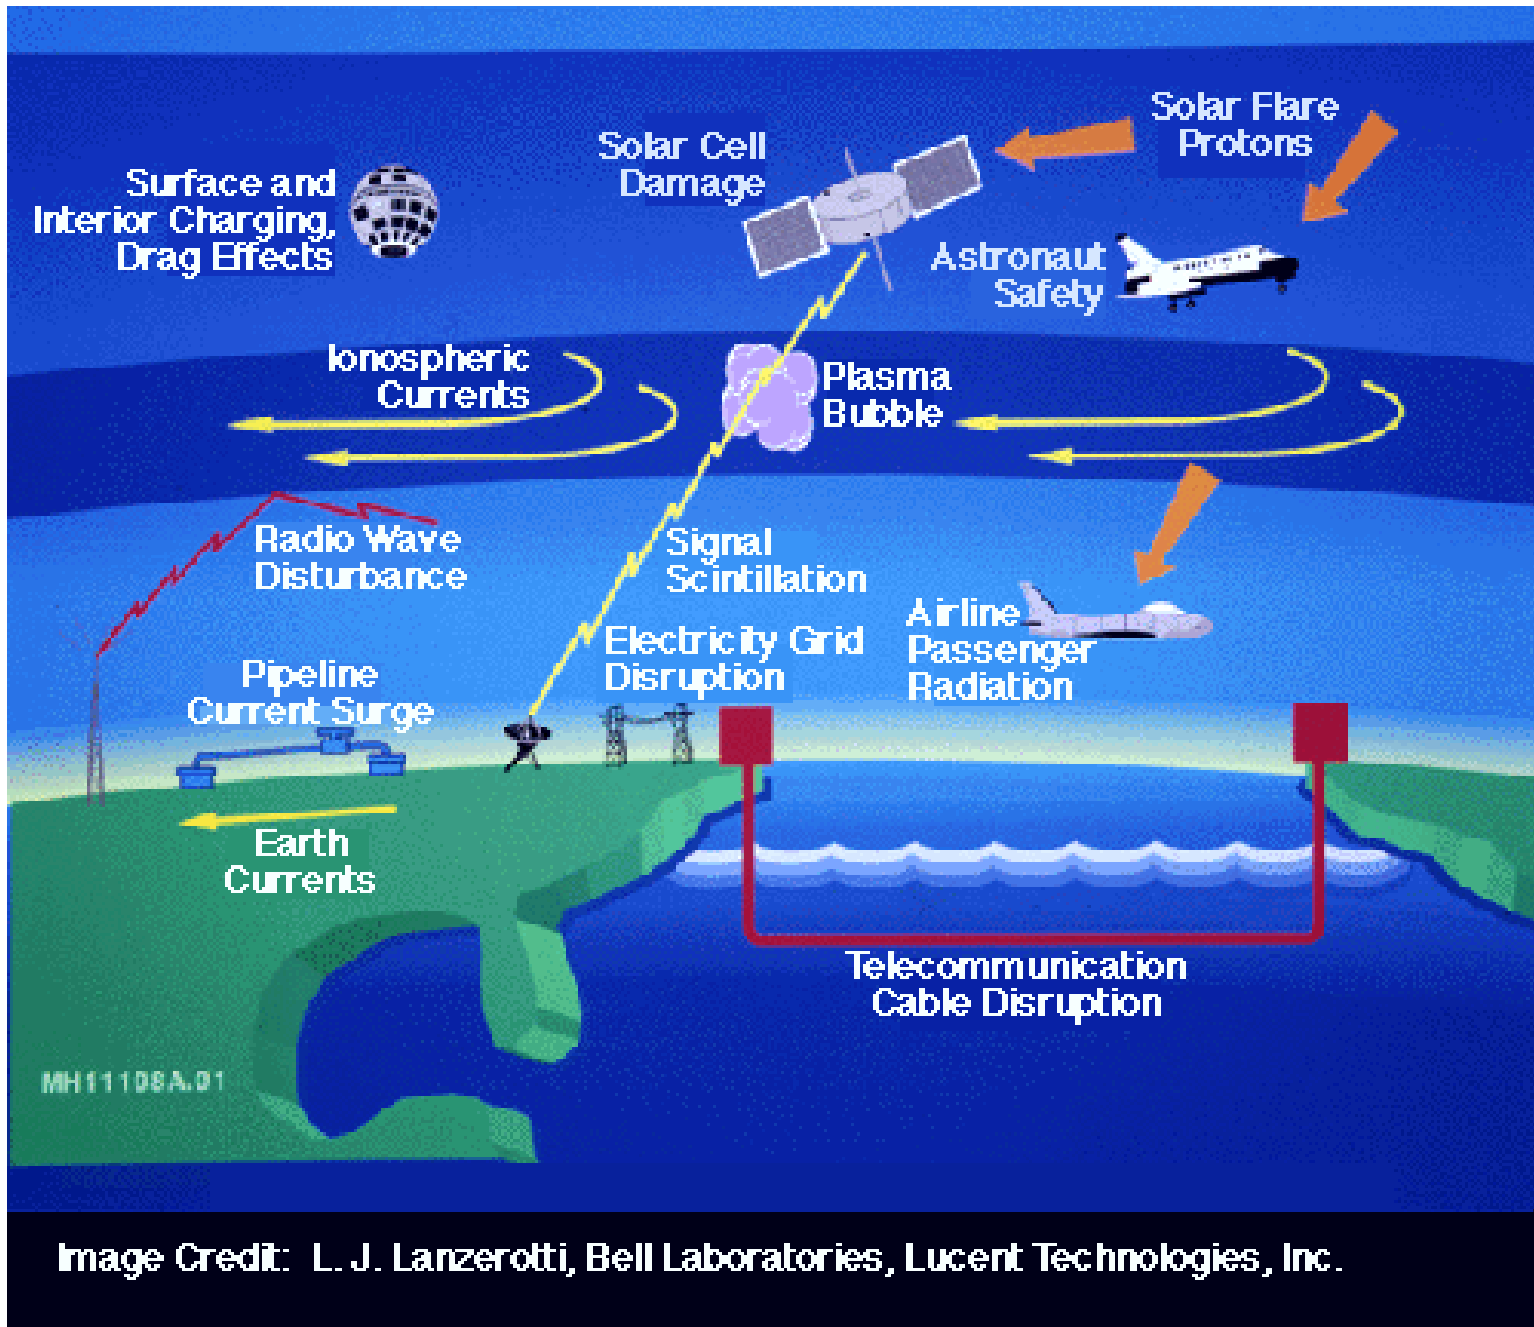 Solar Flare
Protons
Solar Cell
Damage
Surface and
Interior Charging,
Drag Effects
Astronaut
Safety
Ionospheric
Currents
Plasma
Bubble
Radio Wave
Disturbance
Signal
Scintillation
Airline
Passenger
Radiation
Electricity Grid
Disruption
Pipeline
Current Surge
Earth
Currents
Telecommunication
Cable Disruption
MH11108A.01
Image Credit: L. J. Lanzerotti, Bell Laboratories, Lucent Technologies, Inc.